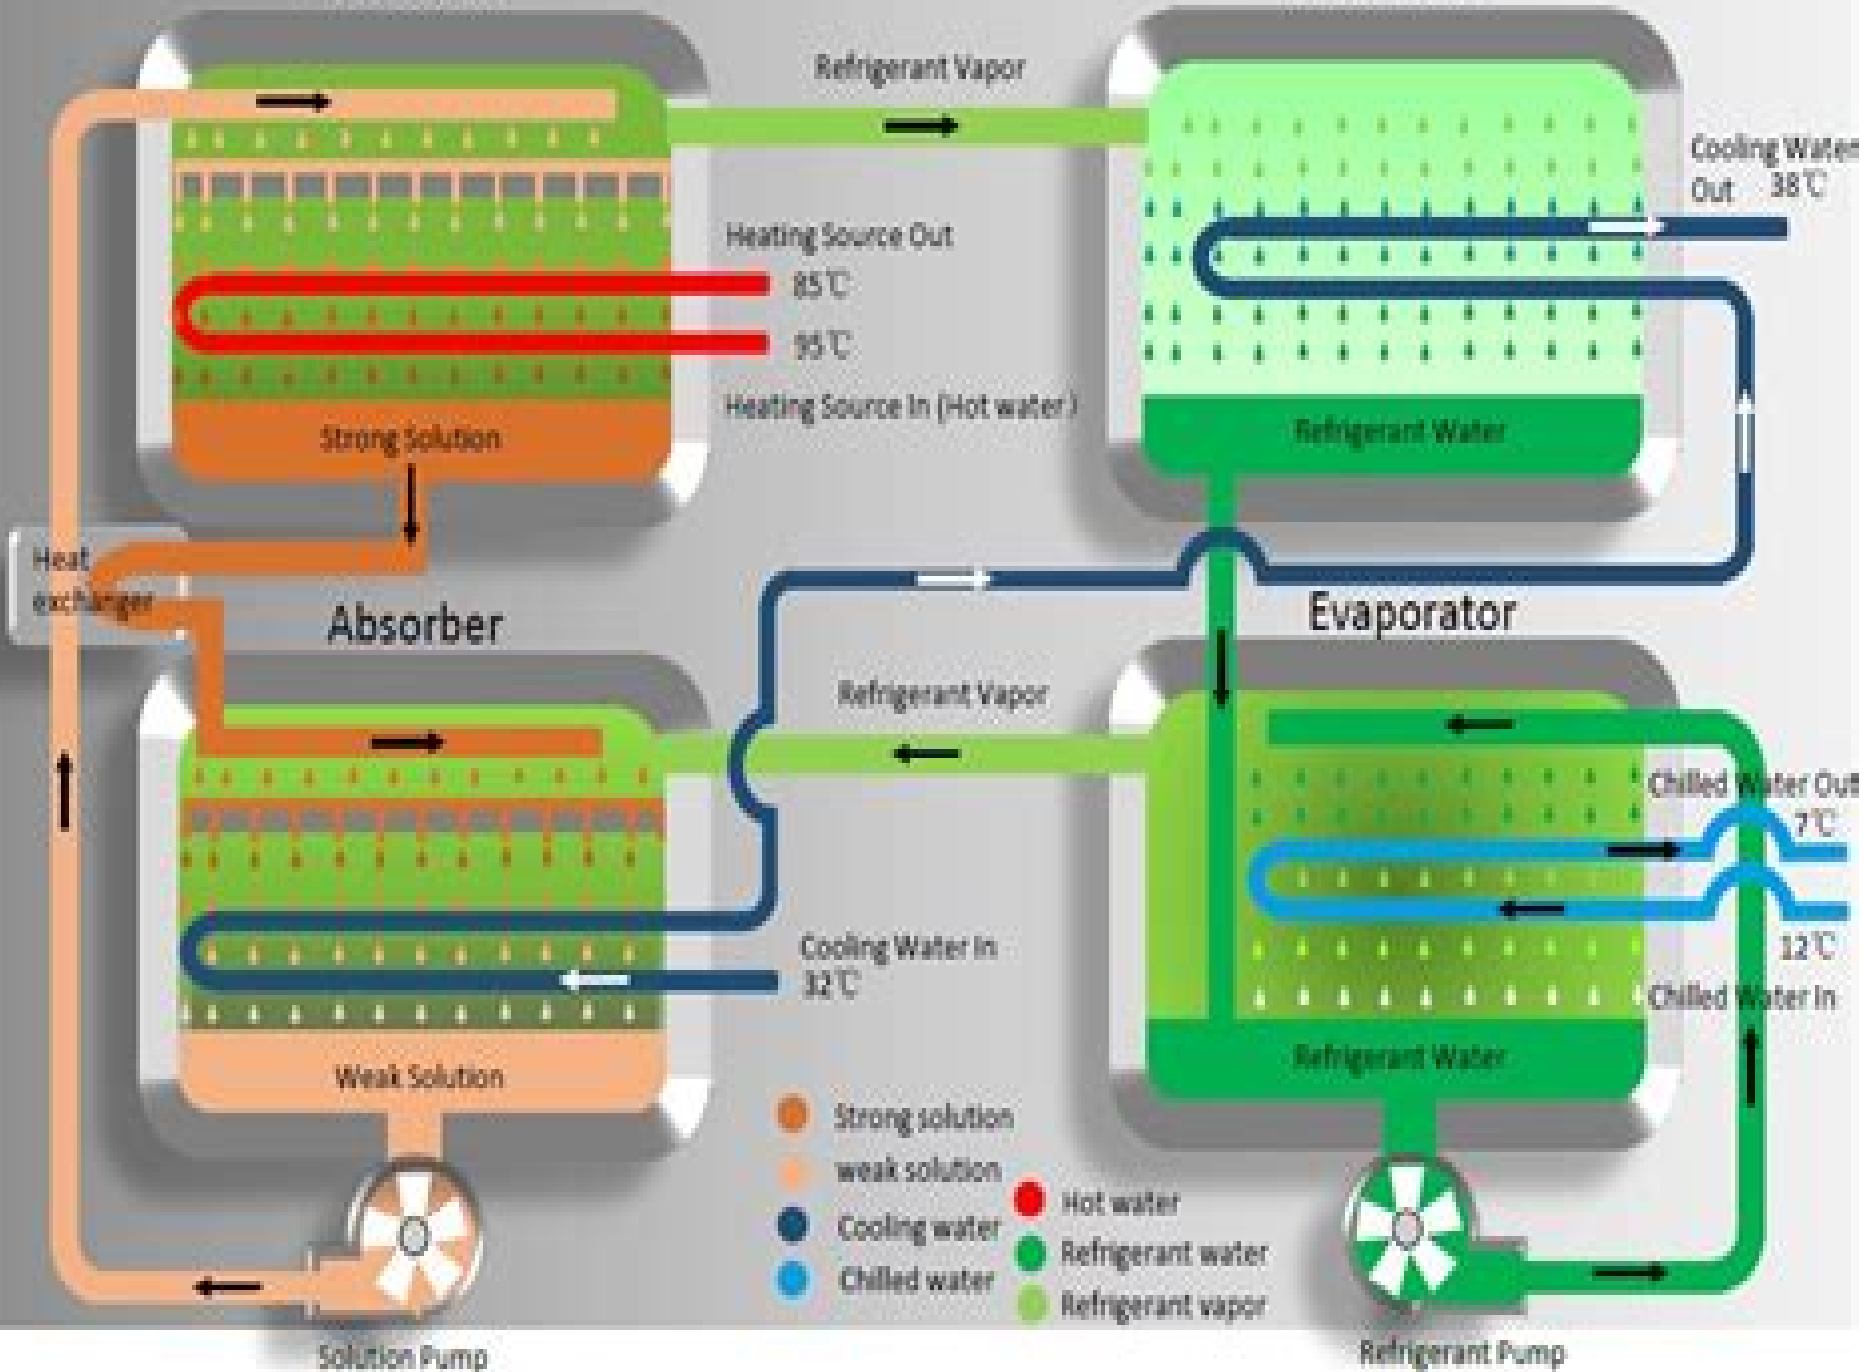 Refrigerant Vapor
Cooling Water
Out 38℃
Heating Source Out
85℃
95℃
Heating Source In (Hot water)
Strong Solution
Refrigerant Water
Heat
exchanger
Absorber
Evaporator
Refrigerant Vapor
Chilled Water Out
7℃
Cooling Water In
32℃
12℃
Chilled Water In
Weak Solution
Refrigerant Water
Strong solution
weak solution
Cooling water
Chilled water
Hot water
Refrigerant water
Refrigerant vapor
Solution Pump
Refrigerant Pump